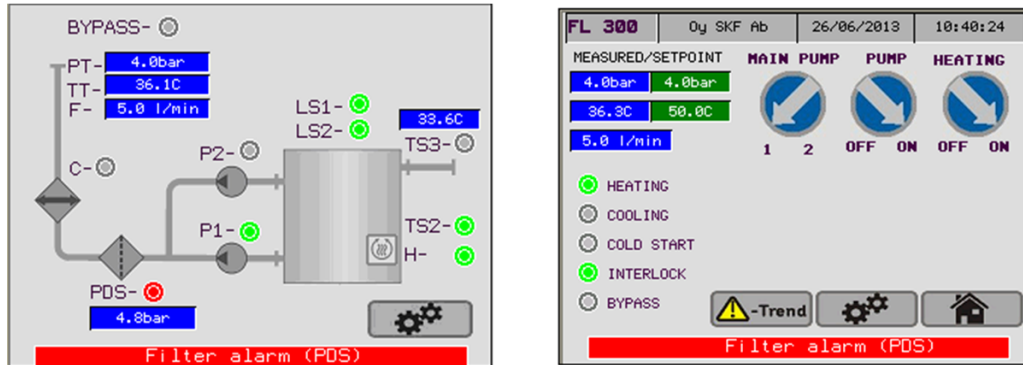 BYPASS-
PT- 4.0bar
TT- 36.1C
F- 5.0 l/min
LS1-
LS2-
33.6C
TS3-
P2-
C-
P1-
TS2-
H-
PDS-
4.8bar
Filter alarm (PDS)
FL 300 Oy SKF Ab 26/06/2013 10:40:24
MEASURED/SETPOINT MAIN PUMP PUMP HEATING
4.0bar 4.0bar
36.3C 50.0C
5.0 l/min
1 2 OFF ON OFF ON
HEATING
COOLING
COLD START
INTERLOCK
BYPASS
-Trend
Filter alarm (PDS)